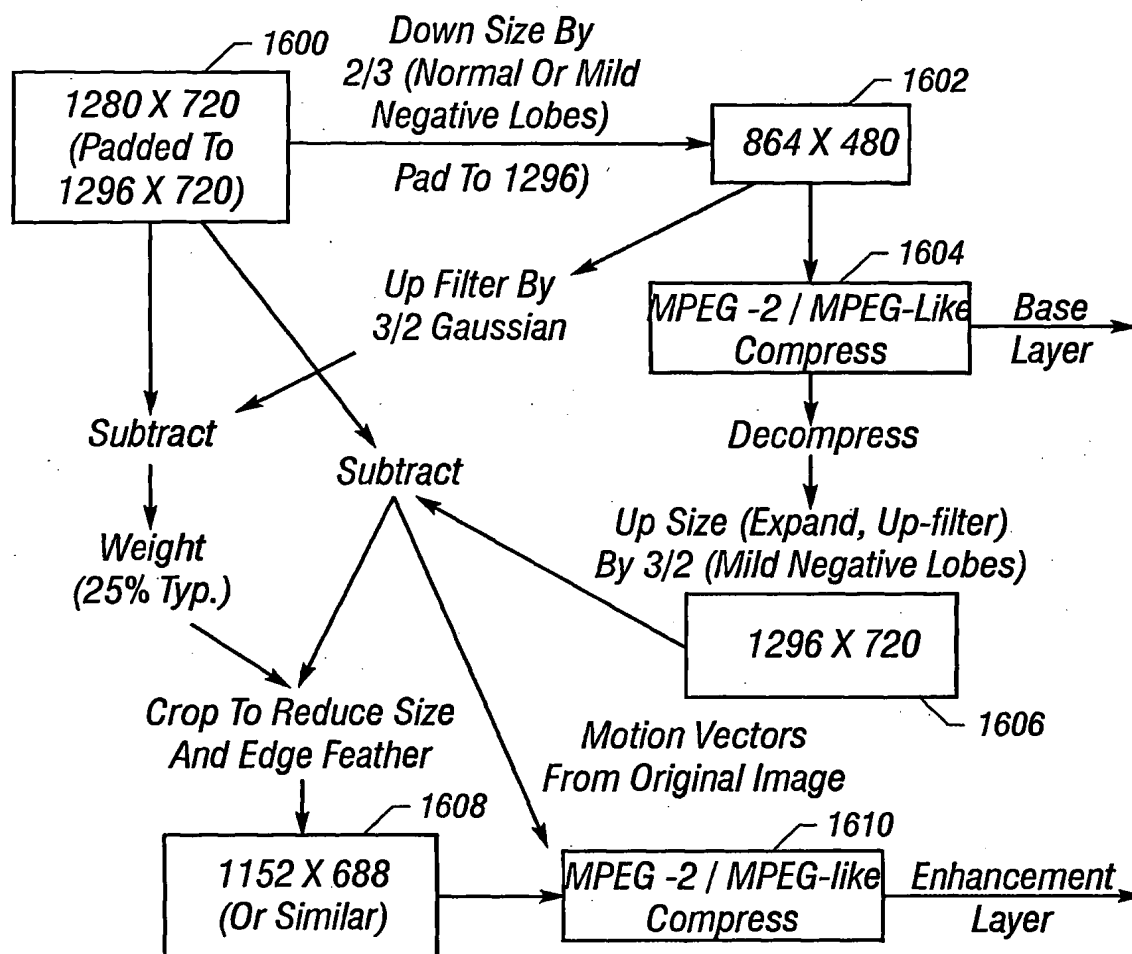 1600
1280 X 720
(Padded To
1296 X 720)
Down Size By
2/3 (Normal Or Mild
Negative Lobes)
Pad To 1296)
1602
864 X 480
Up Filter By
3/2 Gaussian
1604
MPEG -2 / MPEG-Like
Compress
Base
Layer
Subtract
Subtract
Decompress
Weight
(25% Typ.)
Up Size (Expand, Up-filter)
By 3/2 (Mild Negative Lobes)
1296 X 720
1606
Crop To Reduce Size
And Edge Feather
Motion Vectors
From Original Image
1608
1152 X 688
(Or Similar)
1610
MPEG -2 / MPEG-like
Compress
Enhancement
Layer